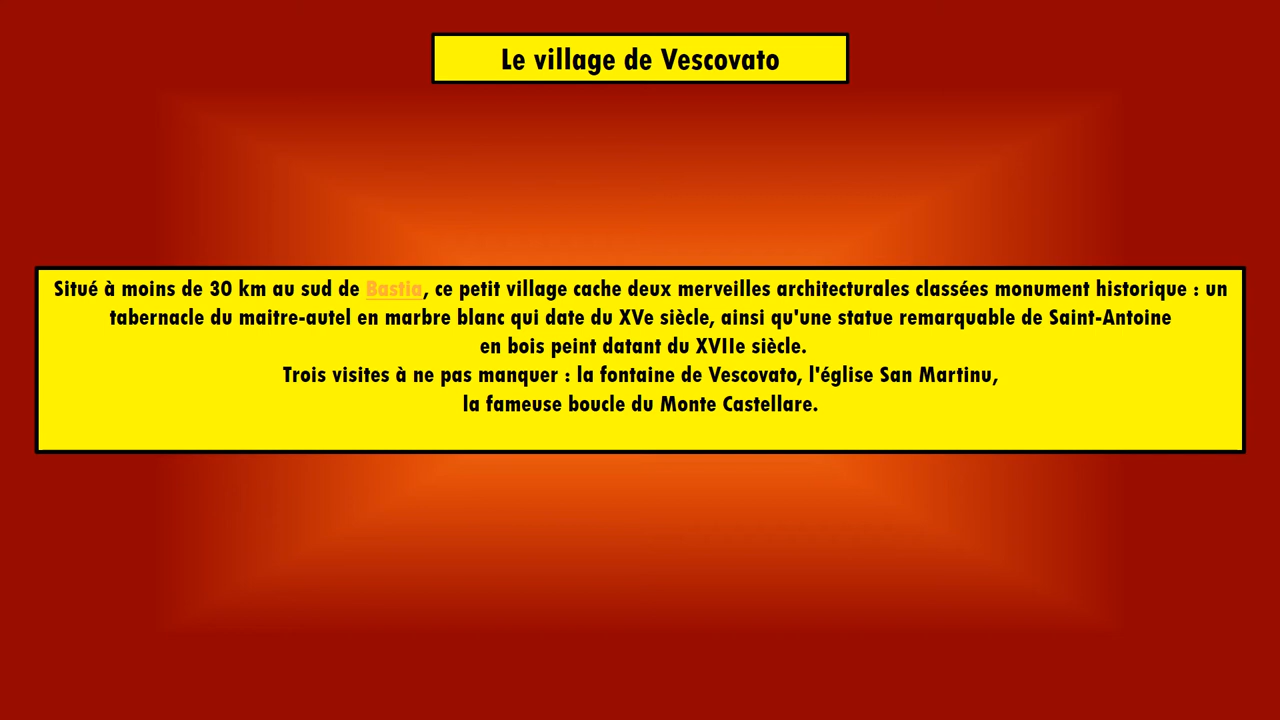 Le village de Vescovato
Situé à moins de 30 km au sud de Bastia, ce petit village cache deux merveilles architecturales classées monument historique : un
tabernacle du maitre-autel en marbre blanc qui date du XVe siècle, ainsi qu'une statue remarquable de Saint-Antoine
en bois peint datant du XVIIe siècle.
Trois visites à ne pas manquer : la fontaine de Vescovato, l'église San Martinu,
la fameuse boucle du Monte Castellare.